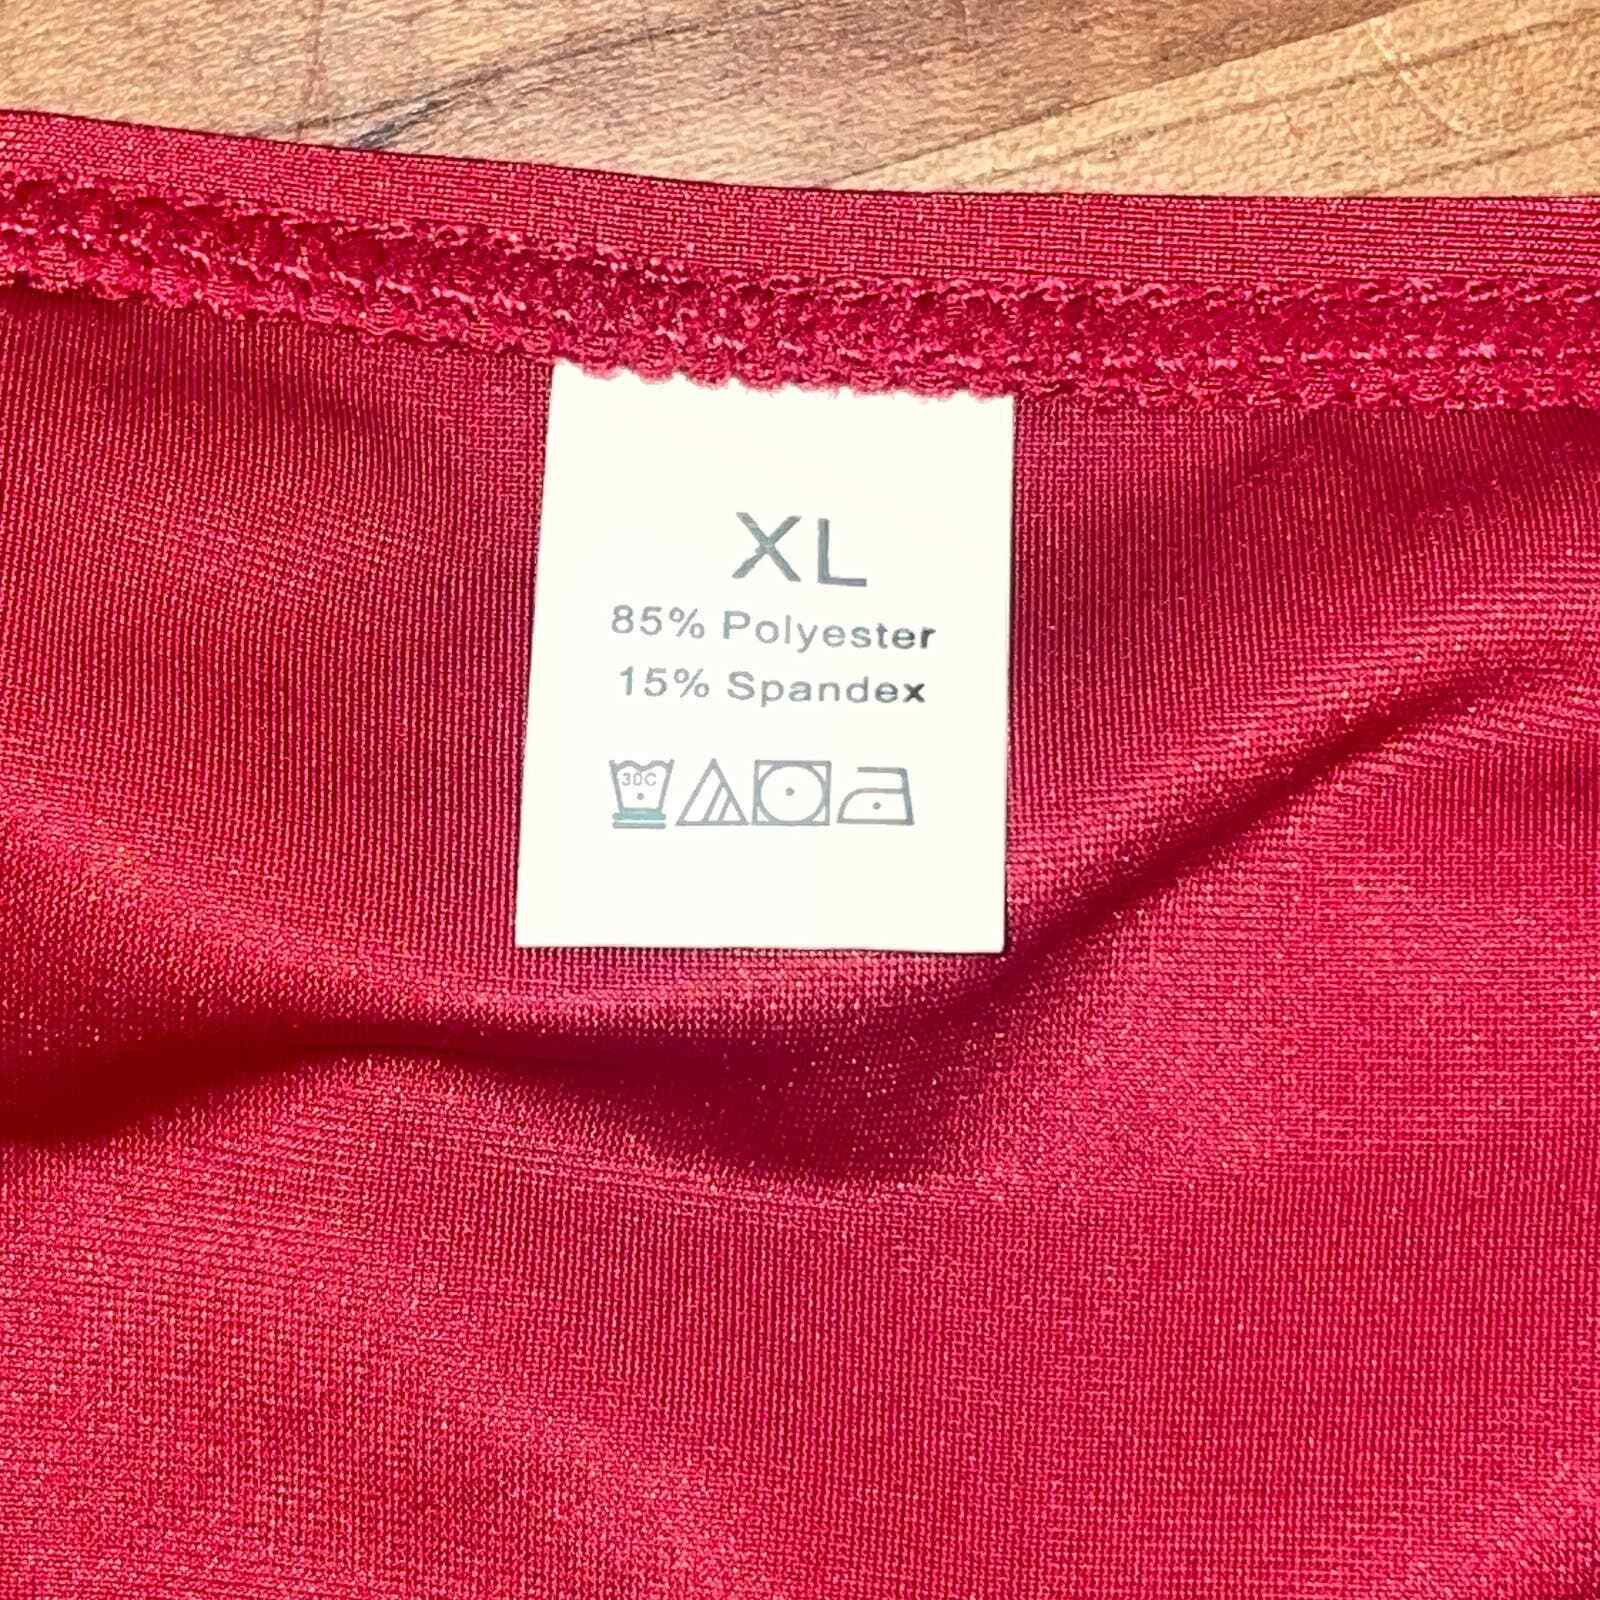 XL
85% Polyester
15% Spandex
30C